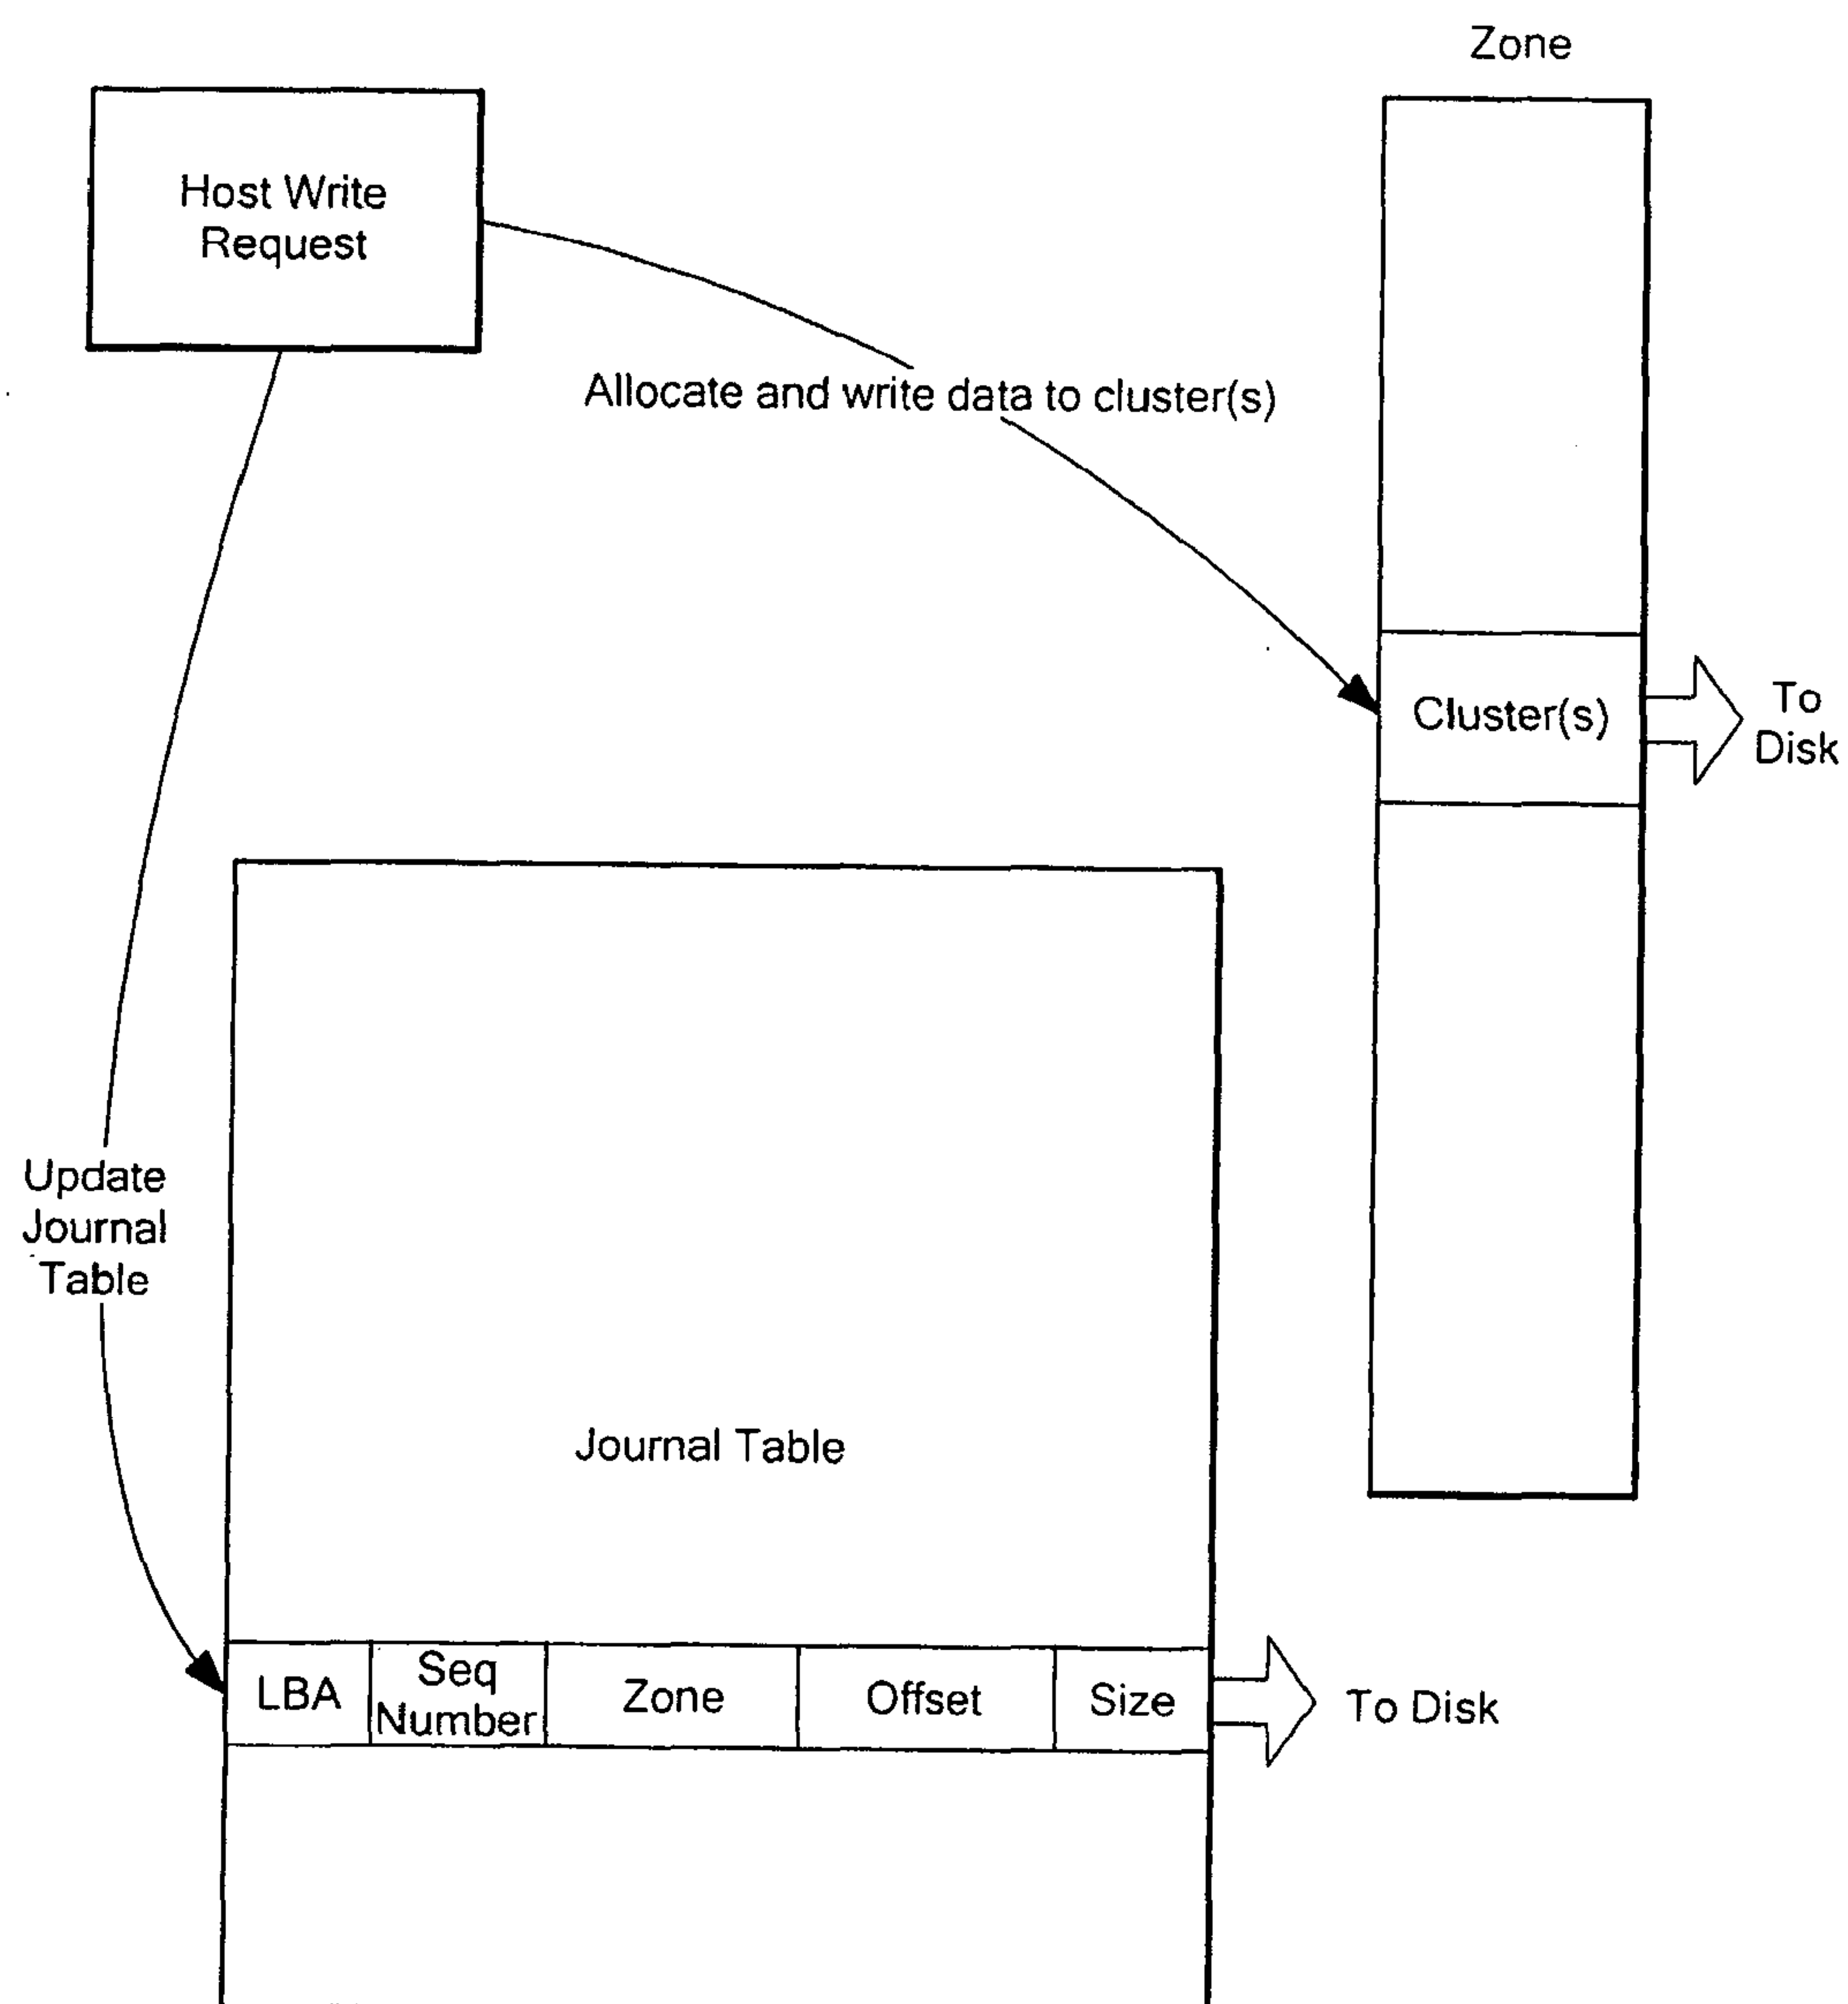 Zone
Host Write
Request
Allocate and write data to cluster(s)
Cluster(s)
To
Disk
Update
Journal
Table
Journal Table
LBA
Seq
Number
Zone
Offset
Size
To Disk